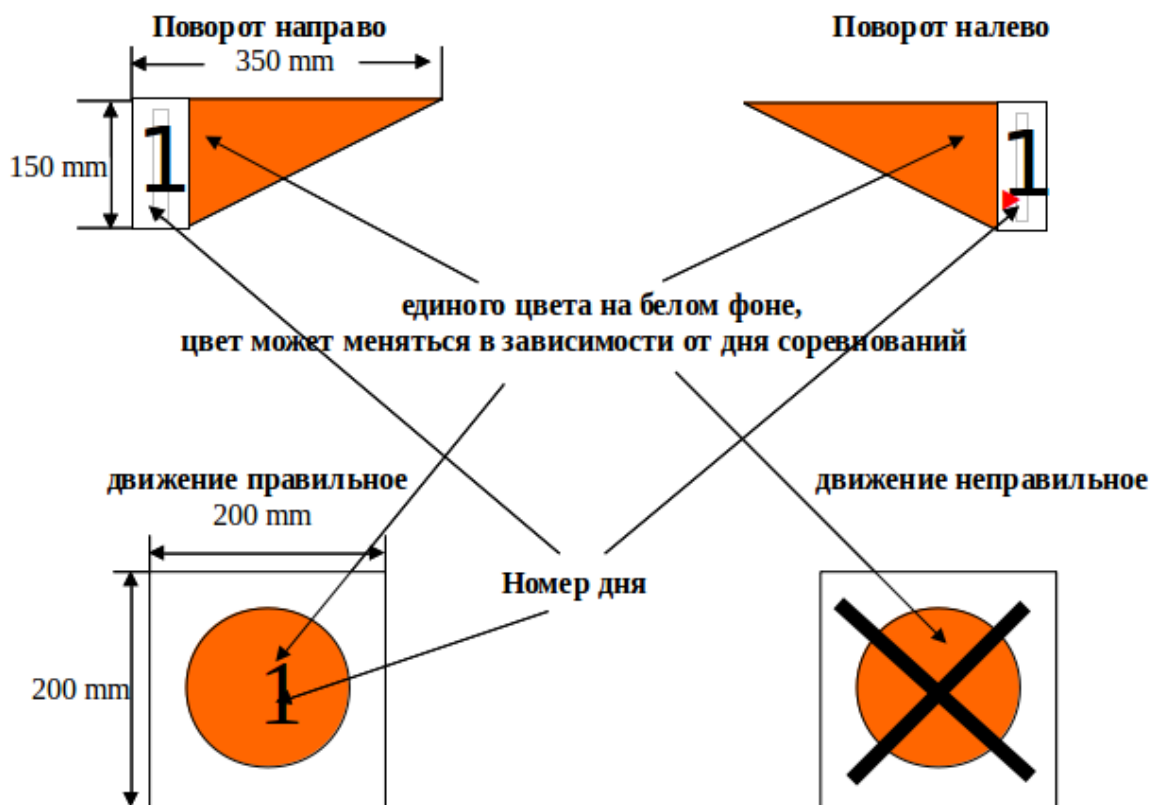 Поворот направо
Поворот налево
350 mm
150 mm
1
1
единого цвета на белом фоне,
цвет может меняться в зависимости от дня соревнований
движение правильное
движение неправильное
200 mm
Номер дня
200 mm
1